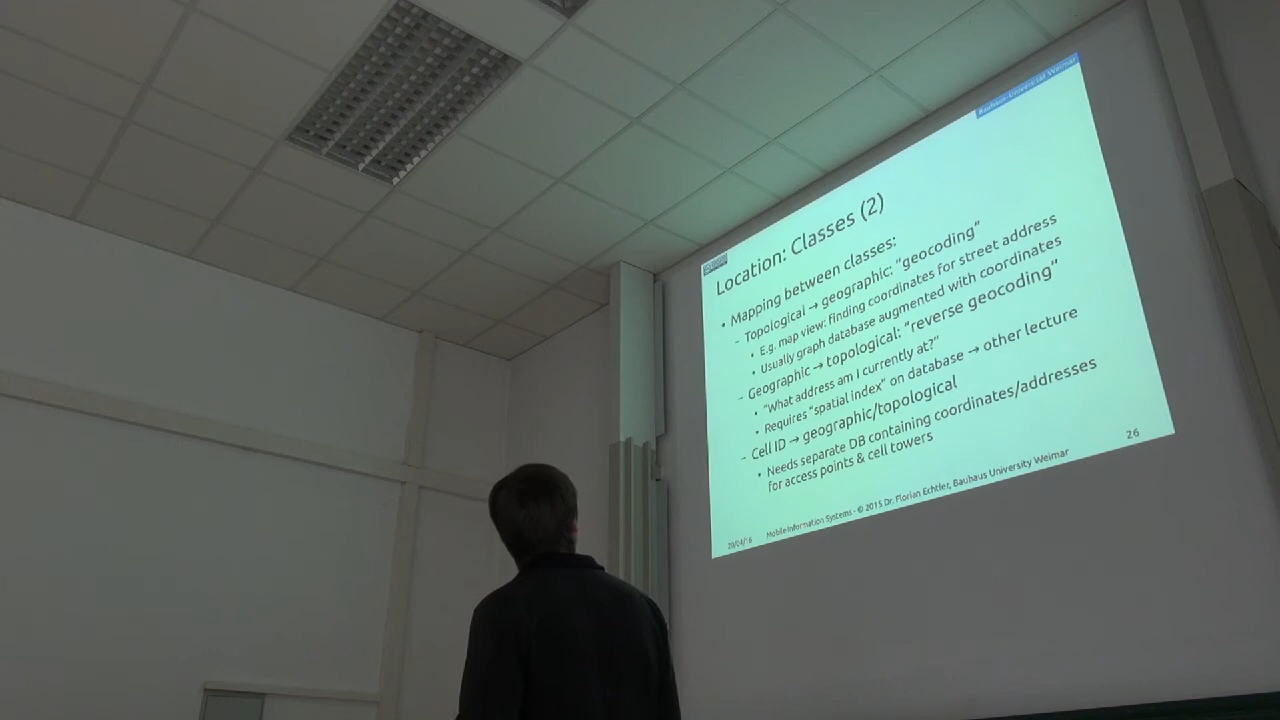 Bauhaus-Universität Weimar
Location: Classes (2)
• Mapping between classes:
– Topological → geographic: "geocoding"
• E.g. map view: finding coordinates for street address
• Usually graph database augmented with coordinates
– Geographic → topological: "reverse geocoding"
• "What address am I currently at?"
• Requires "spatial index" on database → other lecture
– Cell ID → geographic/topological
• Needs separate DB containing coordinates/addresses
for access points & cell towers
20/04/16
Mobile Information Systems - © 2015 Dr. Florian Echtler, Bauhaus University Weimar
26